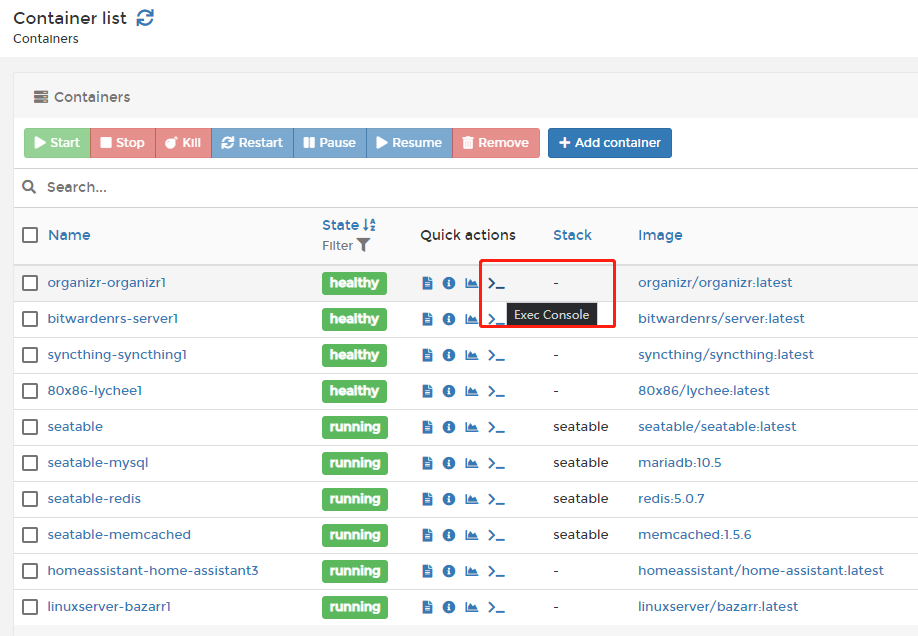 Container list
Containers
Containers
Start Stop Kill Restart Pause Resume Remove Add container
Search...
Name State Filter Quick actions Stack Image
organizr-organizr1 healthy - organizr/organizr:latest
Exec Console
bitwardenrs-server1 healthy bitwardenrs/server:latest
syncthing-syncthing1 healthy - syncthing/syncthing:latest
80x86-lychee1 healthy - 80x86/lychee:latest
seatable running seatable seatable/seatable:latest
seatable-mysql running seatable mariadb:10.5
seatable-redis running seatable redis:5.0.7
seatable-memcached running seatable memcached:1.5.6
homeassistant-home-assistant3 running - homeassistant/home-assistant:latest
linuxserver-bazarr1 running - linuxserver/bazarr:latest